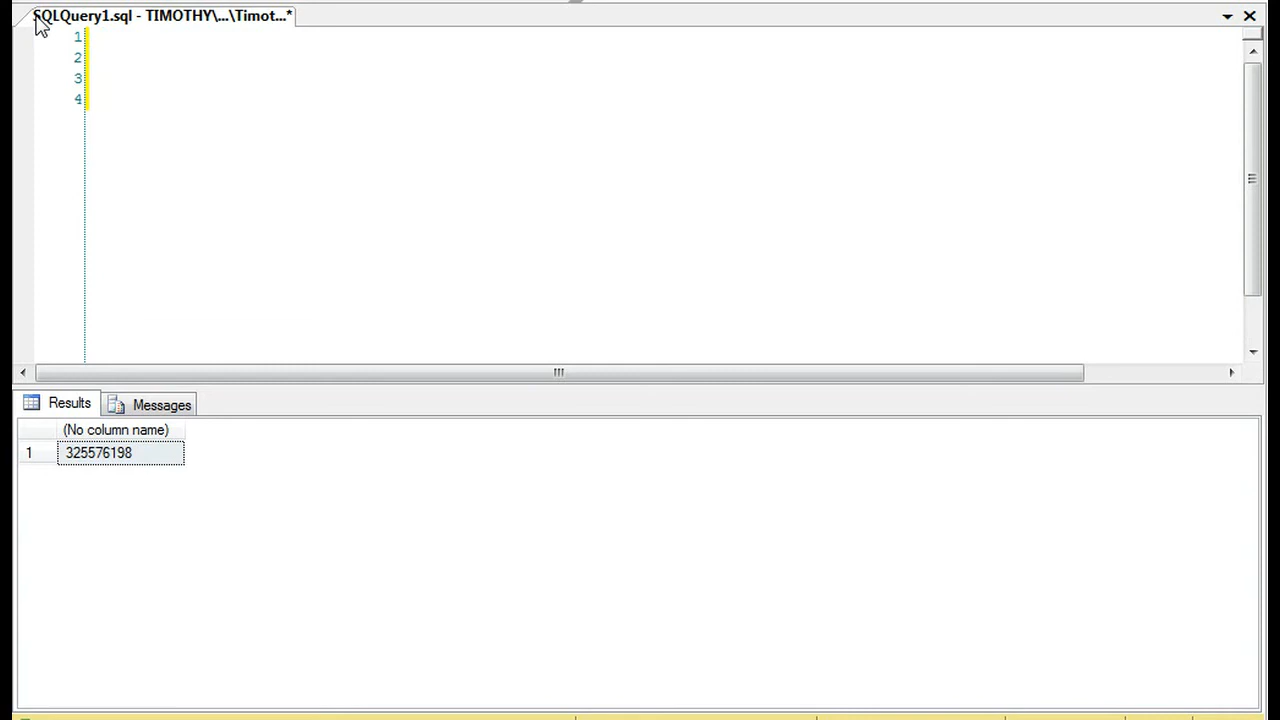 SQLQuery1.sql - TIMOTHY\...\Timot...*
1
2
3
4
Results Messages
(No column name)
1 325576198